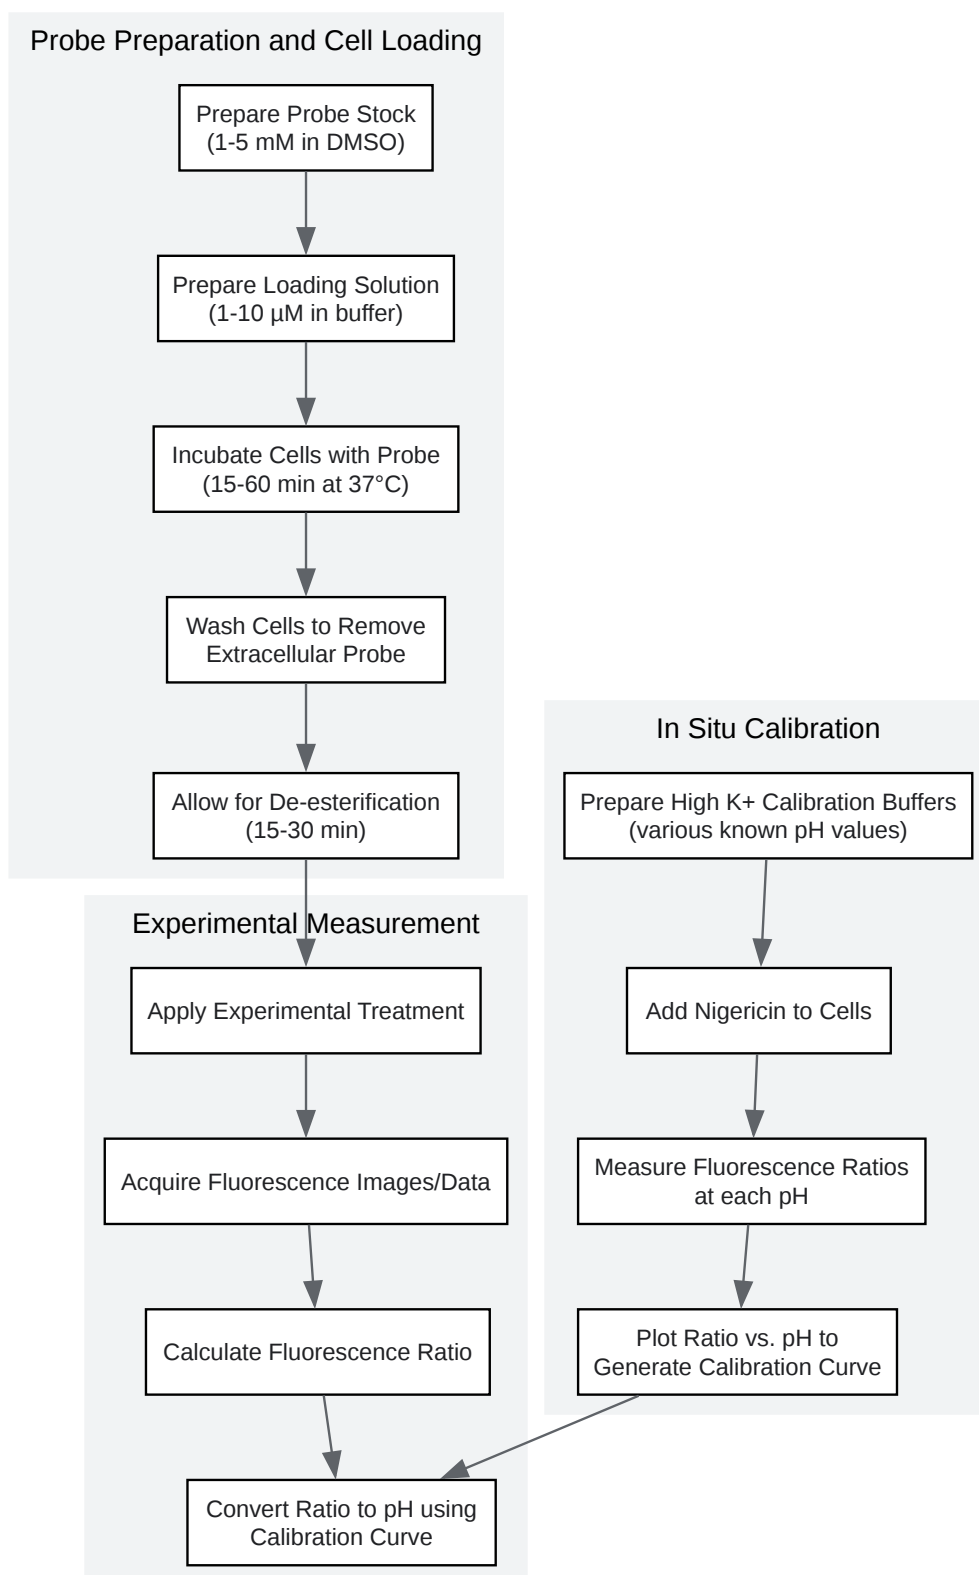 Probe Preparation and Cell Loading
Prepare Probe Stock
(1-5 mM in DMSO)
Prepare Loading Solution
(1-10 µM in buffer)
Incubate Cells with Probe
(15-60 min at 37°C)
Wash Cells to Remove
Extracellular Probe
Allow for De-esterification
(15-30 min)
Experimental Measurement
Apply Experimental Treatment
Acquire Fluorescence Images/Data
Calculate Fluorescence Ratio
Convert Ratio to pH using
Calibration Curve
In Situ Calibration
Prepare High K+ Calibration Buffers
(various known pH values)
Add Nigericin to Cells
Measure Fluorescence Ratios
at each pH
Plot Ratio vs. pH to
Generate Calibration Curve